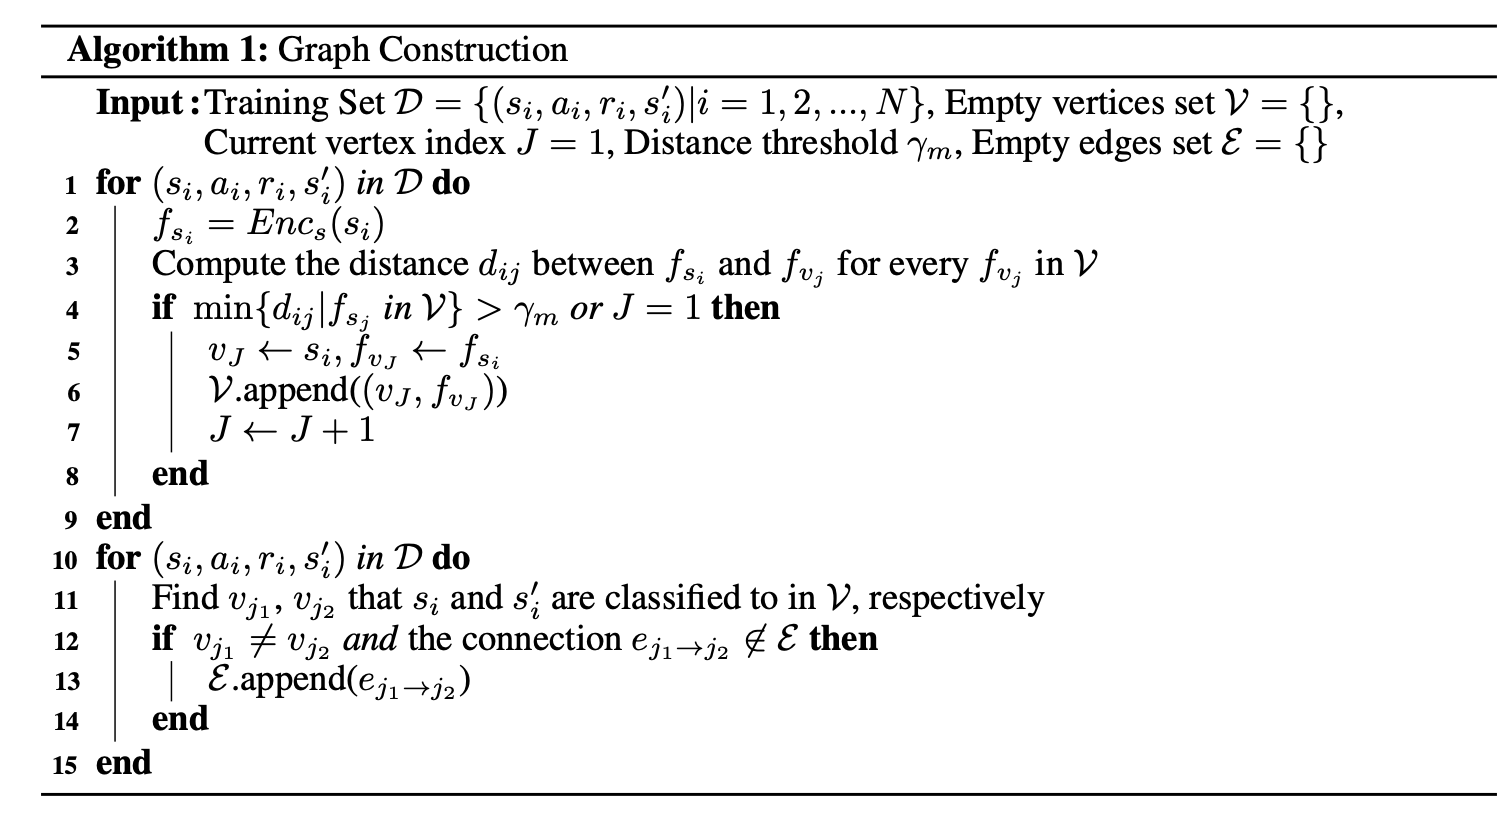 Algorithm 1: Graph Construction
Input: Training Set $\mathcal{D} = \{(s_i, a_i, r_i, s'_i)|i = 1, 2, ..., N\}$, Empty vertices set $\mathcal{V} = \{\}$,
Current vertex index $J = 1$, Distance threshold $\gamma_m$, Empty edges set $\mathcal{E} = \{\}$
1 for $(s_i, a_i, r_i, s'_i)$ in $\mathcal{D}$ do
2 $f_{s_i} = Enc_s(s_i)$
3 Compute the distance $d_{ij}$ between $f_{s_i}$ and $f_{v_j}$ for every $f_{v_j}$ in $\mathcal{V}$
4 if $\min\{d_{ij}|f_{s_j}$ in $\mathcal{V}\} > \gamma_m$ or $J = 1$ then
5 $v_J \leftarrow s_i, f_{v_J} \leftarrow f_{s_i}$
6 $\mathcal{V}$.append$((v_J, f_{v_J}))$
7 $J \leftarrow J + 1$
8 end
9 end
10 for $(s_i, a_i, r_i, s'_i)$ in $\mathcal{D}$ do
11 Find $v_{j_1}$, $v_{j_2}$ that $s_i$ and $s'_i$ are classified to in $\mathcal{V}$, respectively
12 if $v_{j_1} \neq v_{j_2}$ and the connection $e_{j_1 \rightarrow j_2} \notin \mathcal{E}$ then
13 $\mathcal{E}$.append$(e_{j_1 \rightarrow j_2})$
14 end
15 end